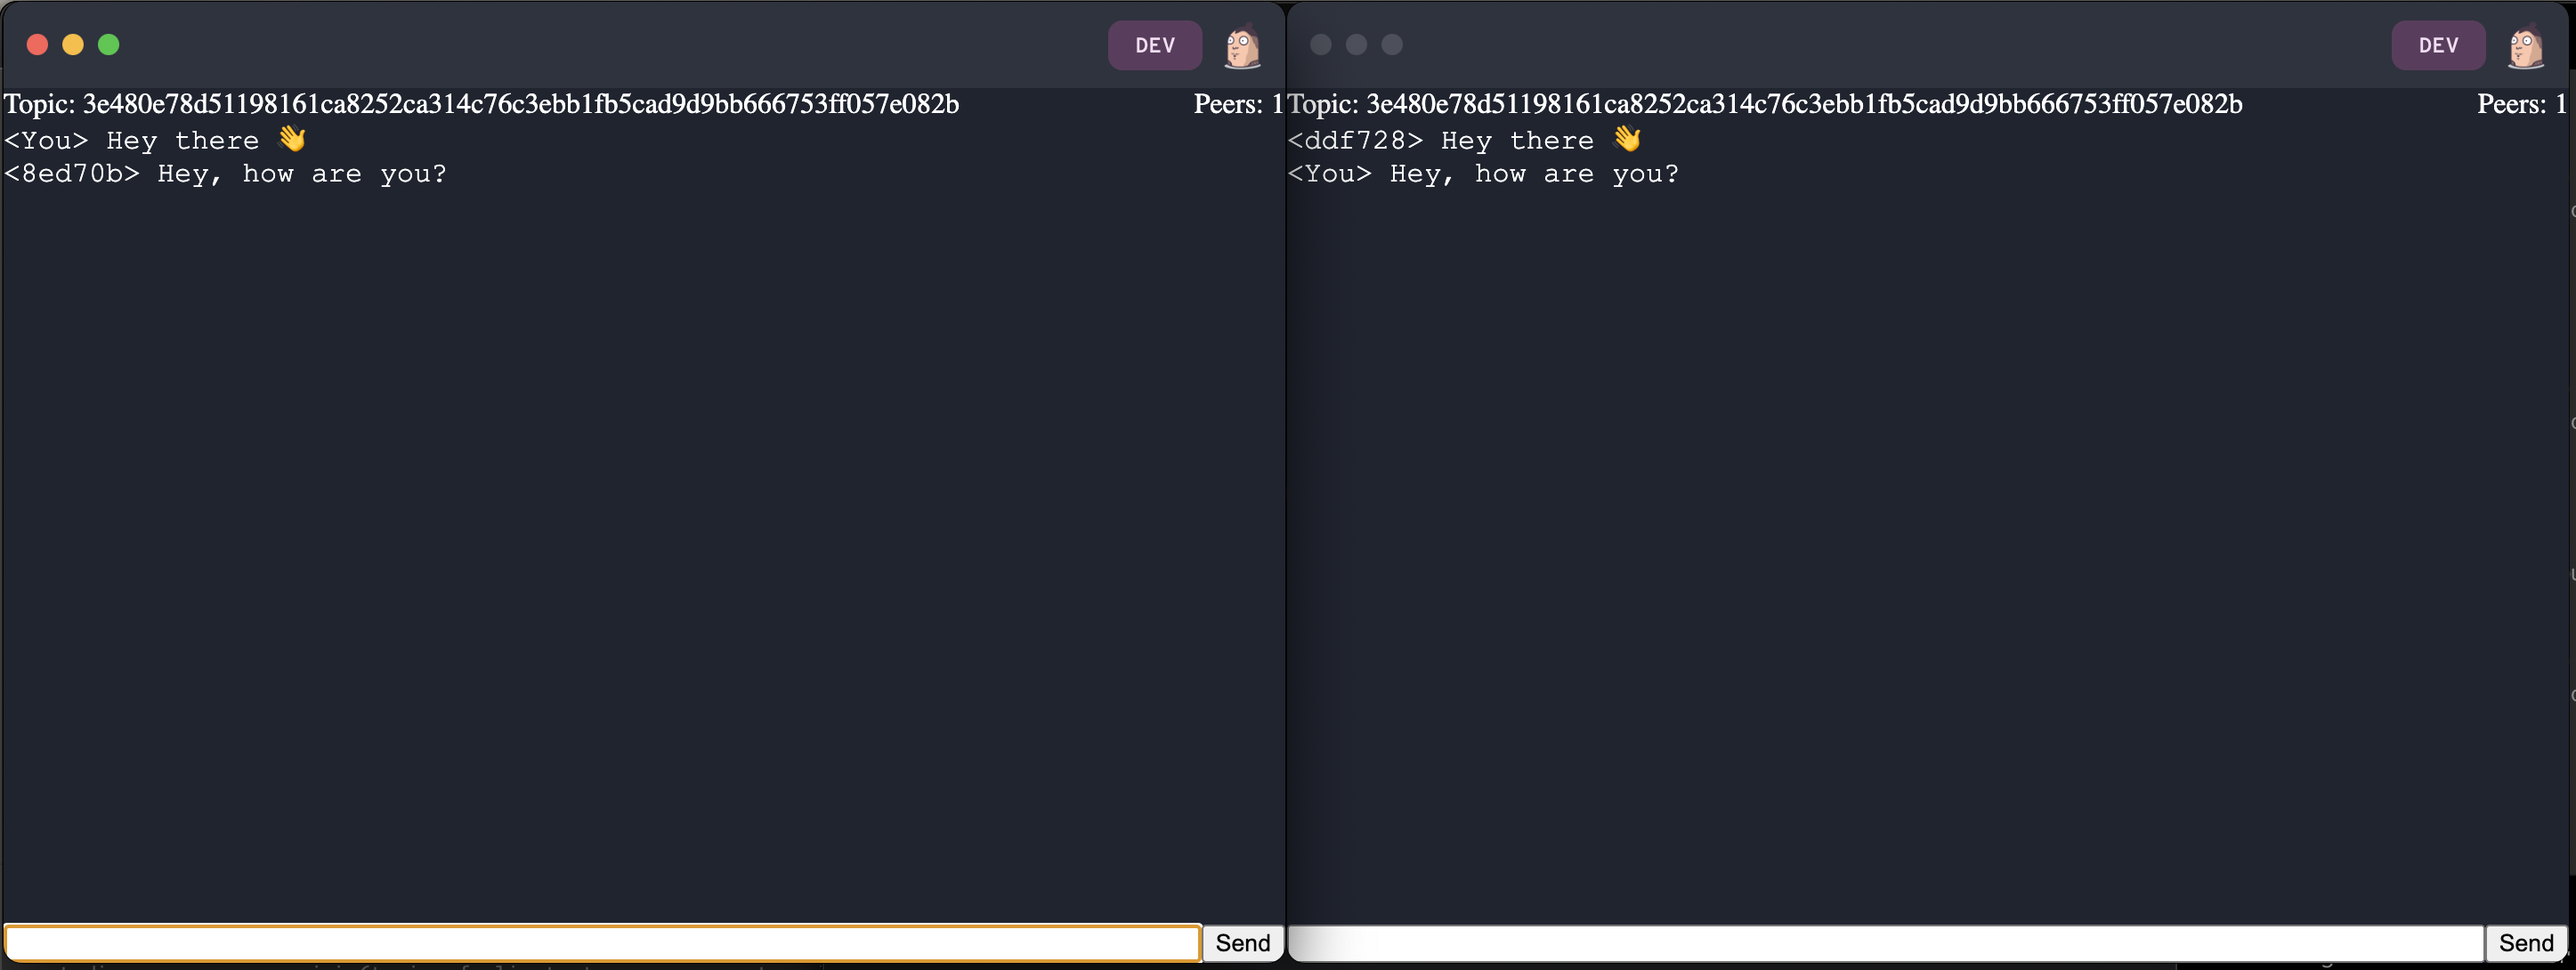 DEV
Topic: 3e480e78d51198161ca8252ca314c76c3ebb1fb5cad9d9bb666753ff057e082b Peers: 1
<You> Hey there 👋
<8ed70b> Hey, how are you?
Send
DEV
Topic: 3e480e78d51198161ca8252ca314c76c3ebb1fb5cad9d9bb666753ff057e082b Peers: 1
<ddf728> Hey there 👋
<You> Hey, how are you?
Send